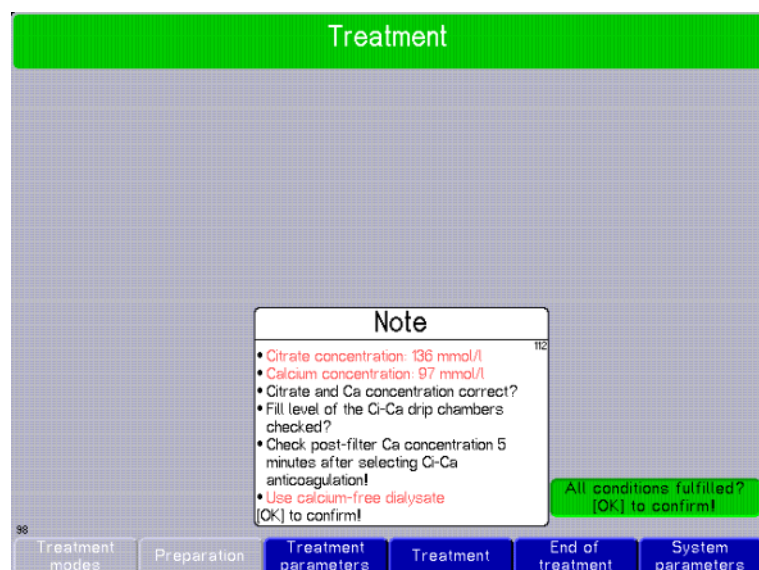 Treatment
Note
112
• Citrate concentration: 136 mmol/l
• Calcium concentration: 97 mmol/l
• Citrate and Ca concentration correct?
• Fill level of the Ci-Ca drip chambers
checked?
• Check post-filter Ca concentration 5
minutes after selecting Ci-Ca
anticoagulation!
• Use calcium-free dialysate
[OK] to confirm!
All conditions fulfilled?
[OK] to confirm!
98
Treatment
modes
Preparation
Treatment
parameters
Treatment
End of
treatment
System
parameters